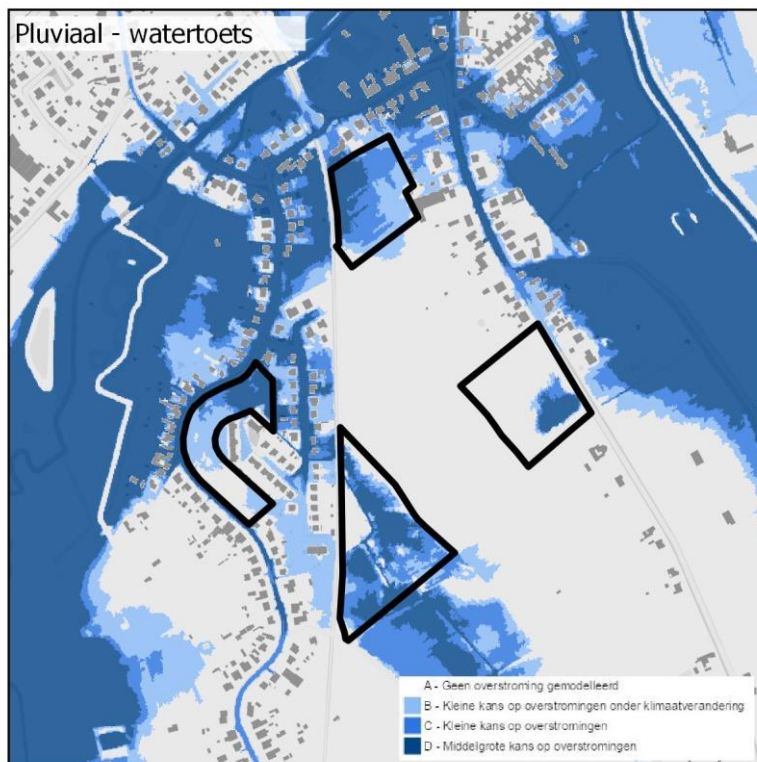 Pluviaal - watertoets
A - Geen overstroming gemodelleerd
B - Kleine kans op overstromingen onder klimaatverandering
C - Kleine kans op overstromingen
D - Middelgrote kans op overstromingen